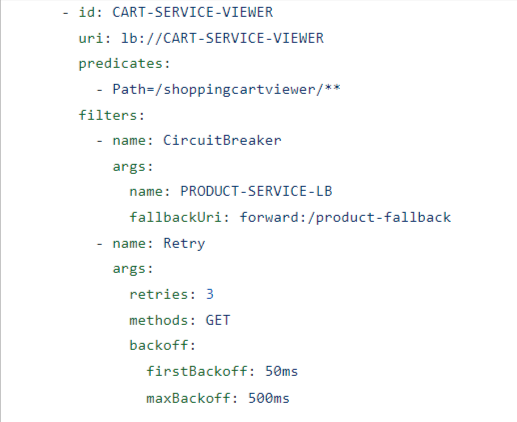 - id: CART-SERVICE-VIEWER
uri: lb://CART-SERVICE-VIEWER
predicates:
- Path=/shoppingcartviewer/**
filters:
- name: CircuitBreaker
args:
name: PRODUCT-SERVICE-LB
fallbackUri: forward:/product-fallback
- name: Retry
args:
retries: 3
methods: GET
backoff:
firstBackoff: 50ms
maxBackoff: 500ms